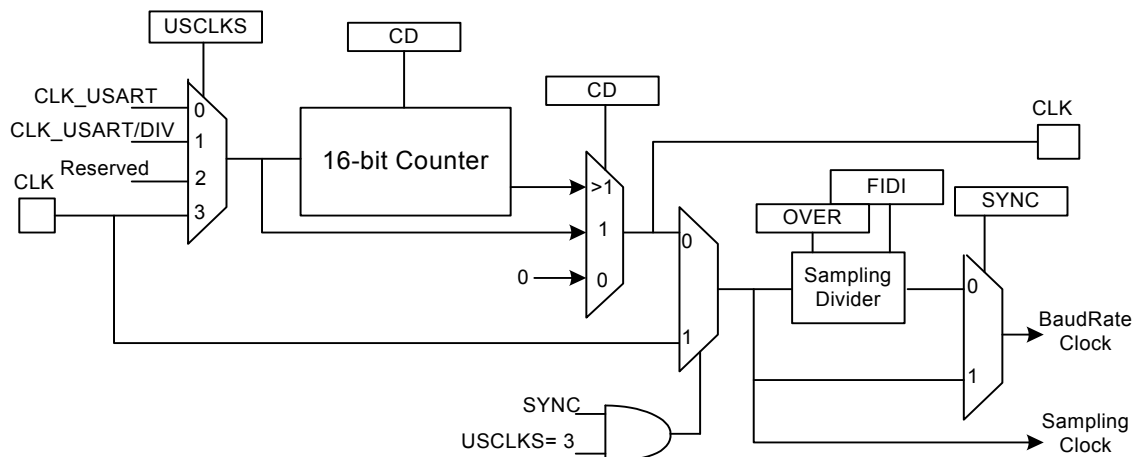 USCLKS
CD
CLK_USART
CLK_USART/DIV
Reserved
CLK
0
1
2
3
16-bit Counter
CD
>1
1
0
0
CLK
FIDI
OVER
SYNC
0
1
Sampling
Divider
0
1
BaudRate
Clock
SYNC
USCLKS= 3
Sampling
Clock